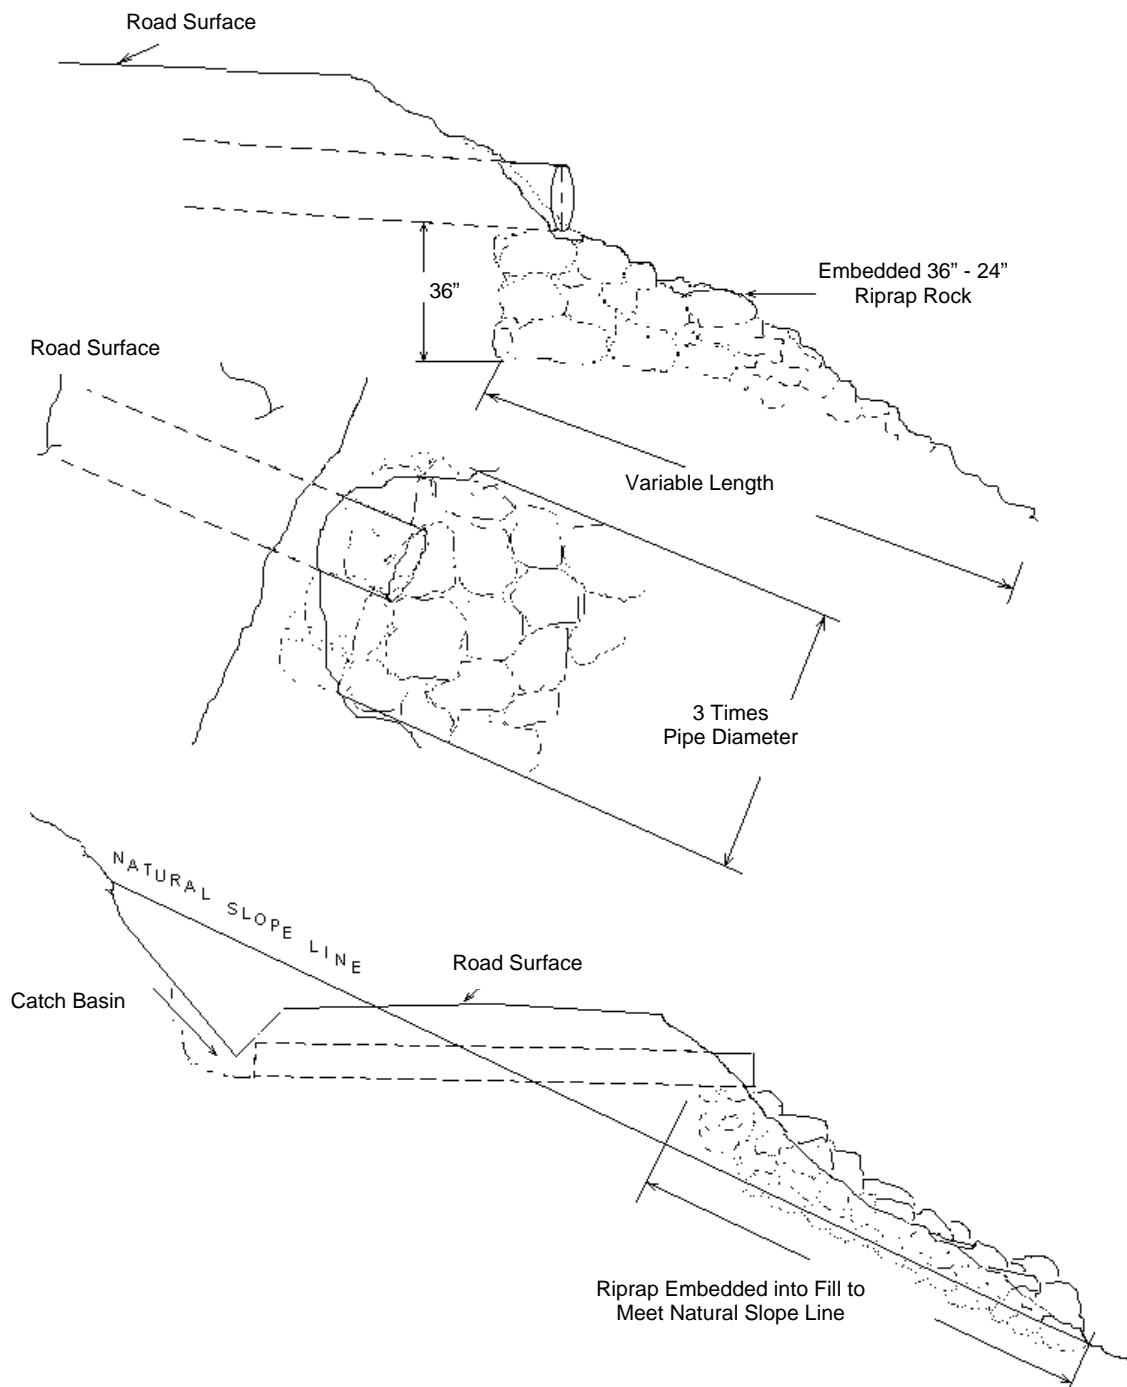 Road Surface
Embedded 36” - 24”
Riprap Rock
36”
Road Surface
Variable Length
3 Times
Pipe Diameter
NATURAL SLOPE LINE
Road Surface
Catch Basin
Riprap Embedded into Fill to
Meet Natural Slope Line